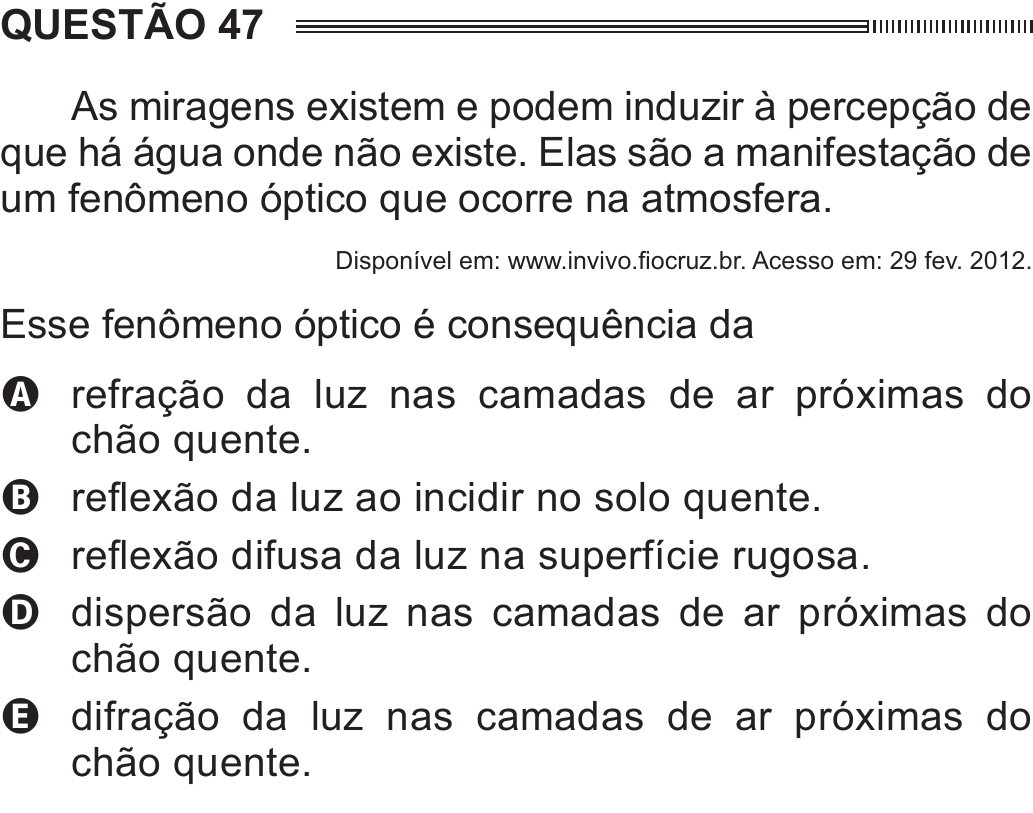 QUESTÃO 47
As miragens existem e podem induzir à percepção de
que há água onde não existe. Elas são a manifestação de
um fenômeno óptico que ocorre na atmosfera.
Disponível em: www.invivo.fiocruz.br. Acesso em: 29 fev. 2012.
Esse fenômeno óptico é consequência da
A refração da luz nas camadas de ar próximas do
chão quente.
B reflexão da luz ao incidir no solo quente.
C reflexão difusa da luz na superfície rugosa.
D dispersão da luz nas camadas de ar próximas do
chão quente.
E difração da luz nas camadas de ar próximas do
chão quente.